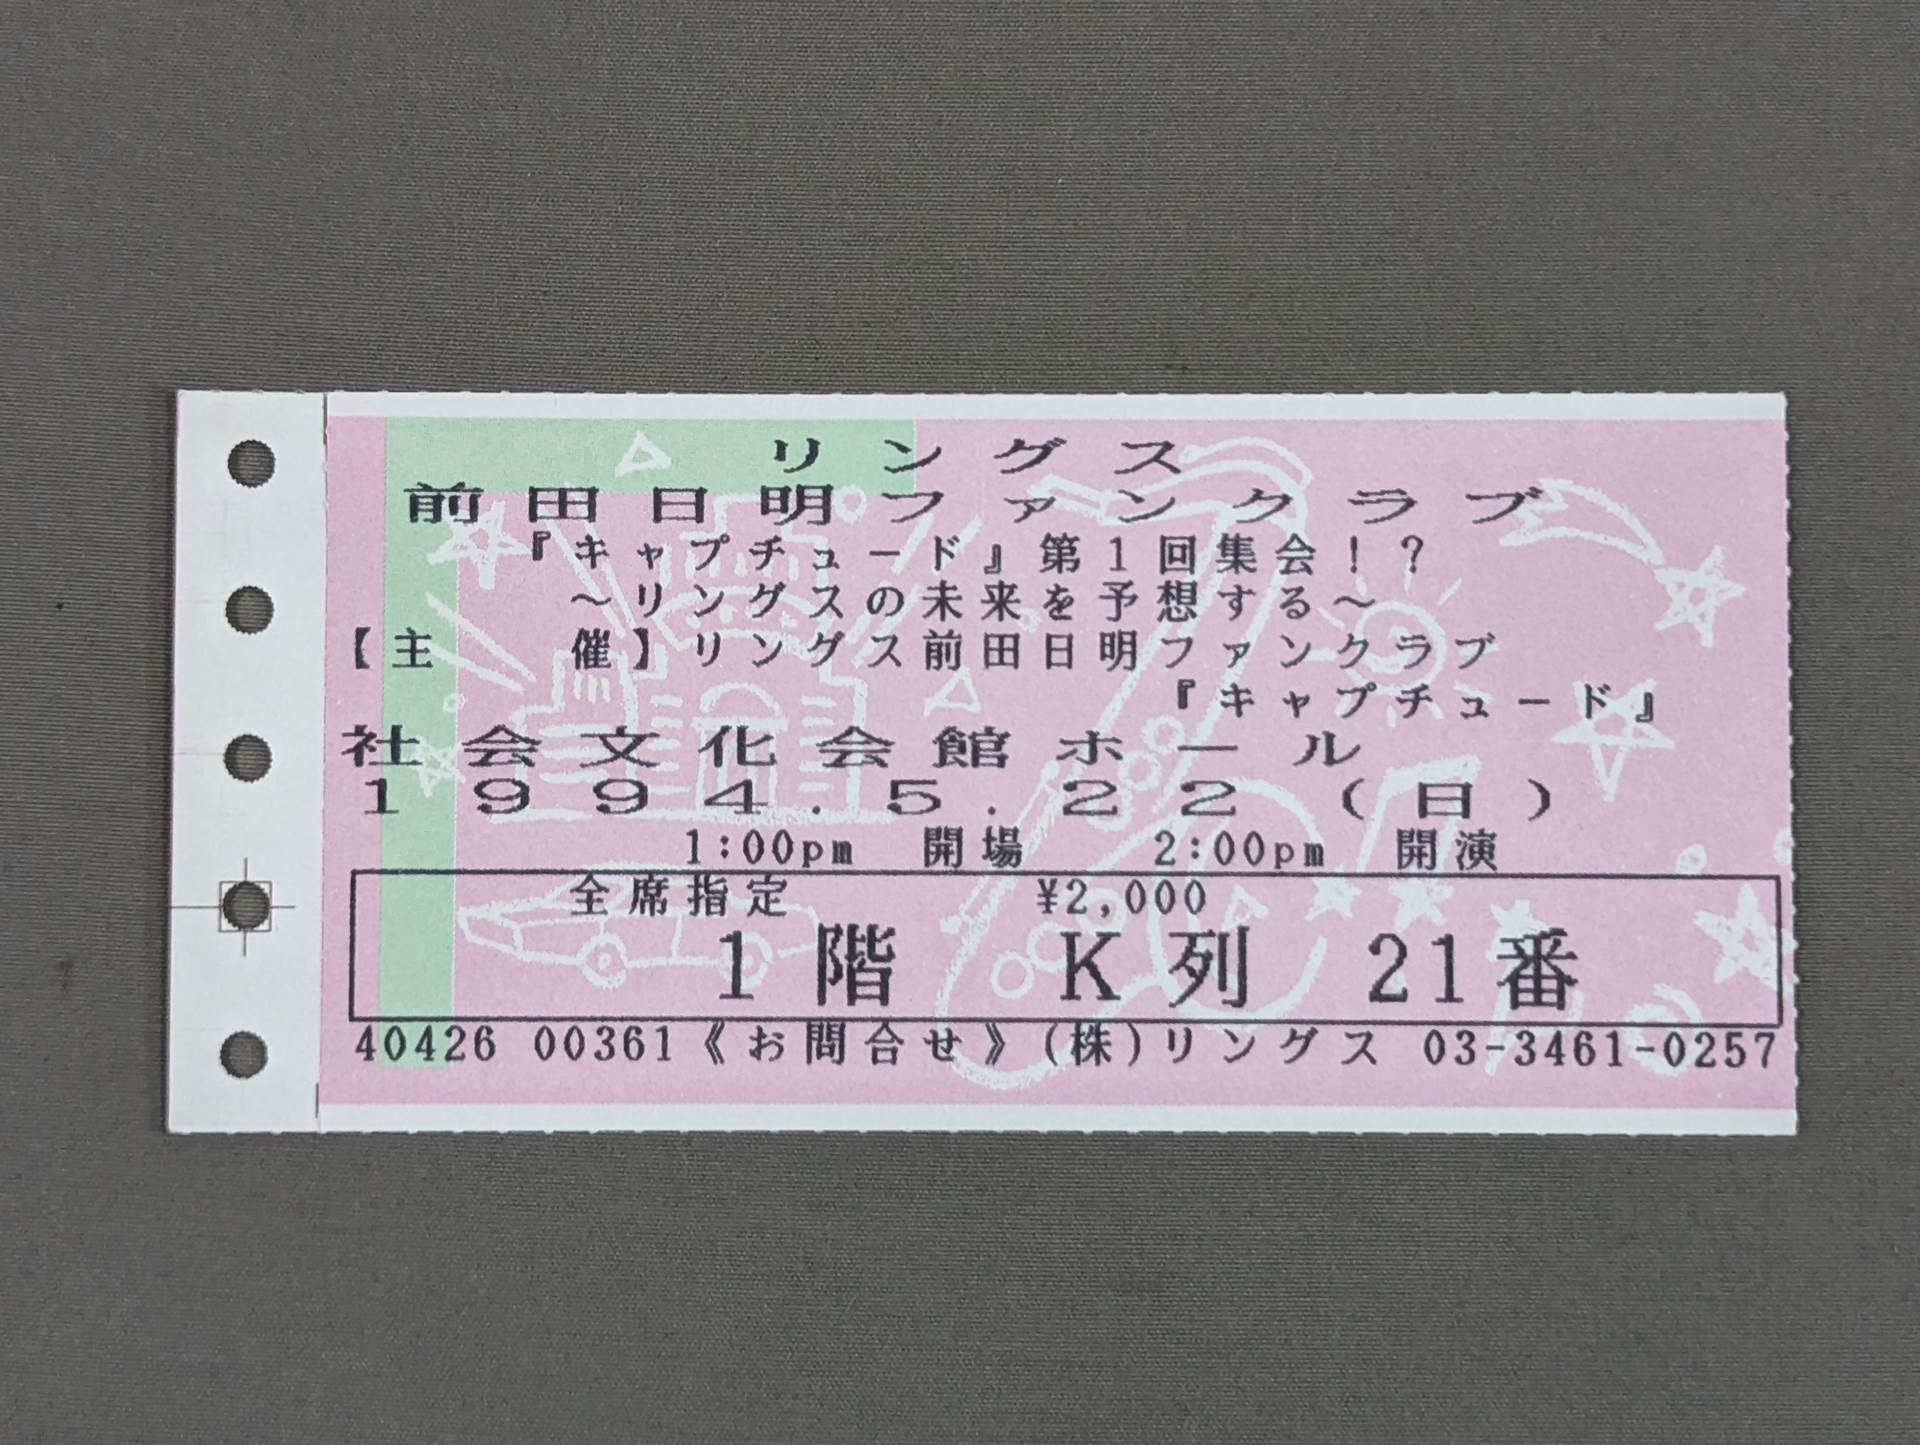 リングス
前田日明ファンクラブ
『キャプチュード』第1回集会！？
～リングスの未来を予想する～
【主　　催】リングス前田日明ファンクラブ
『キャプチュード』
社会文化会館ホール
1994.5.22（日）
1:00pm　開場　　2:00pm　開演
全席指定　　¥2,000
1階　K列　21番
40426 00361《お問合せ》(株)リングス 03-3461-0257